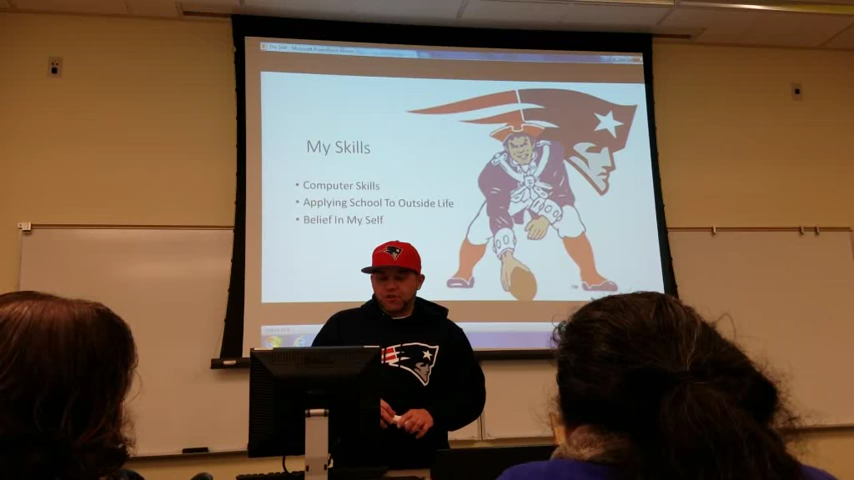 My Skills
• Computer Skills
• Applying School To Outside Life
• Belief In My Self